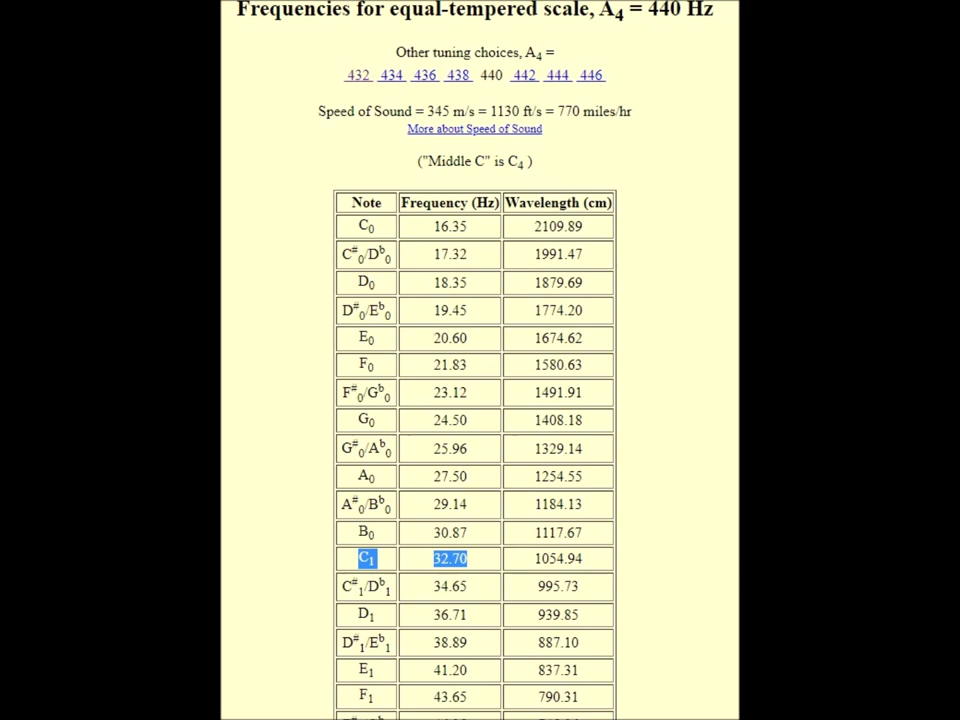 Frequencies for equal-tempered scale, A4 = 440 Hz
Other tuning choices, A4 =
432 434 436 438 440 442 444 446
Speed of Sound = 345 m/s = 1130 ft/s = 770 miles/hr
More about Speed of Sound
("Middle C" is C4 )
Note Frequency (Hz) Wavelength (cm)
C0 16.35 2109.89
C#0/Db0 17.32 1991.47
D0 18.35 1879.69
D#0/Eb0 19.45 1774.20
E0 20.60 1674.62
F0 21.83 1580.63
F#0/Gb0 23.12 1491.91
G0 24.50 1408.18
G#0/Ab0 25.96 1329.14
A0 27.50 1254.55
A#0/Bb0 29.14 1184.13
B0 30.87 1117.67
C1 32.70 1054.94
C#1/Db1 34.65 995.73
D1 36.71 939.85
D#1/Eb1 38.89 887.10
E1 41.20 837.31
F1 43.65 790.31